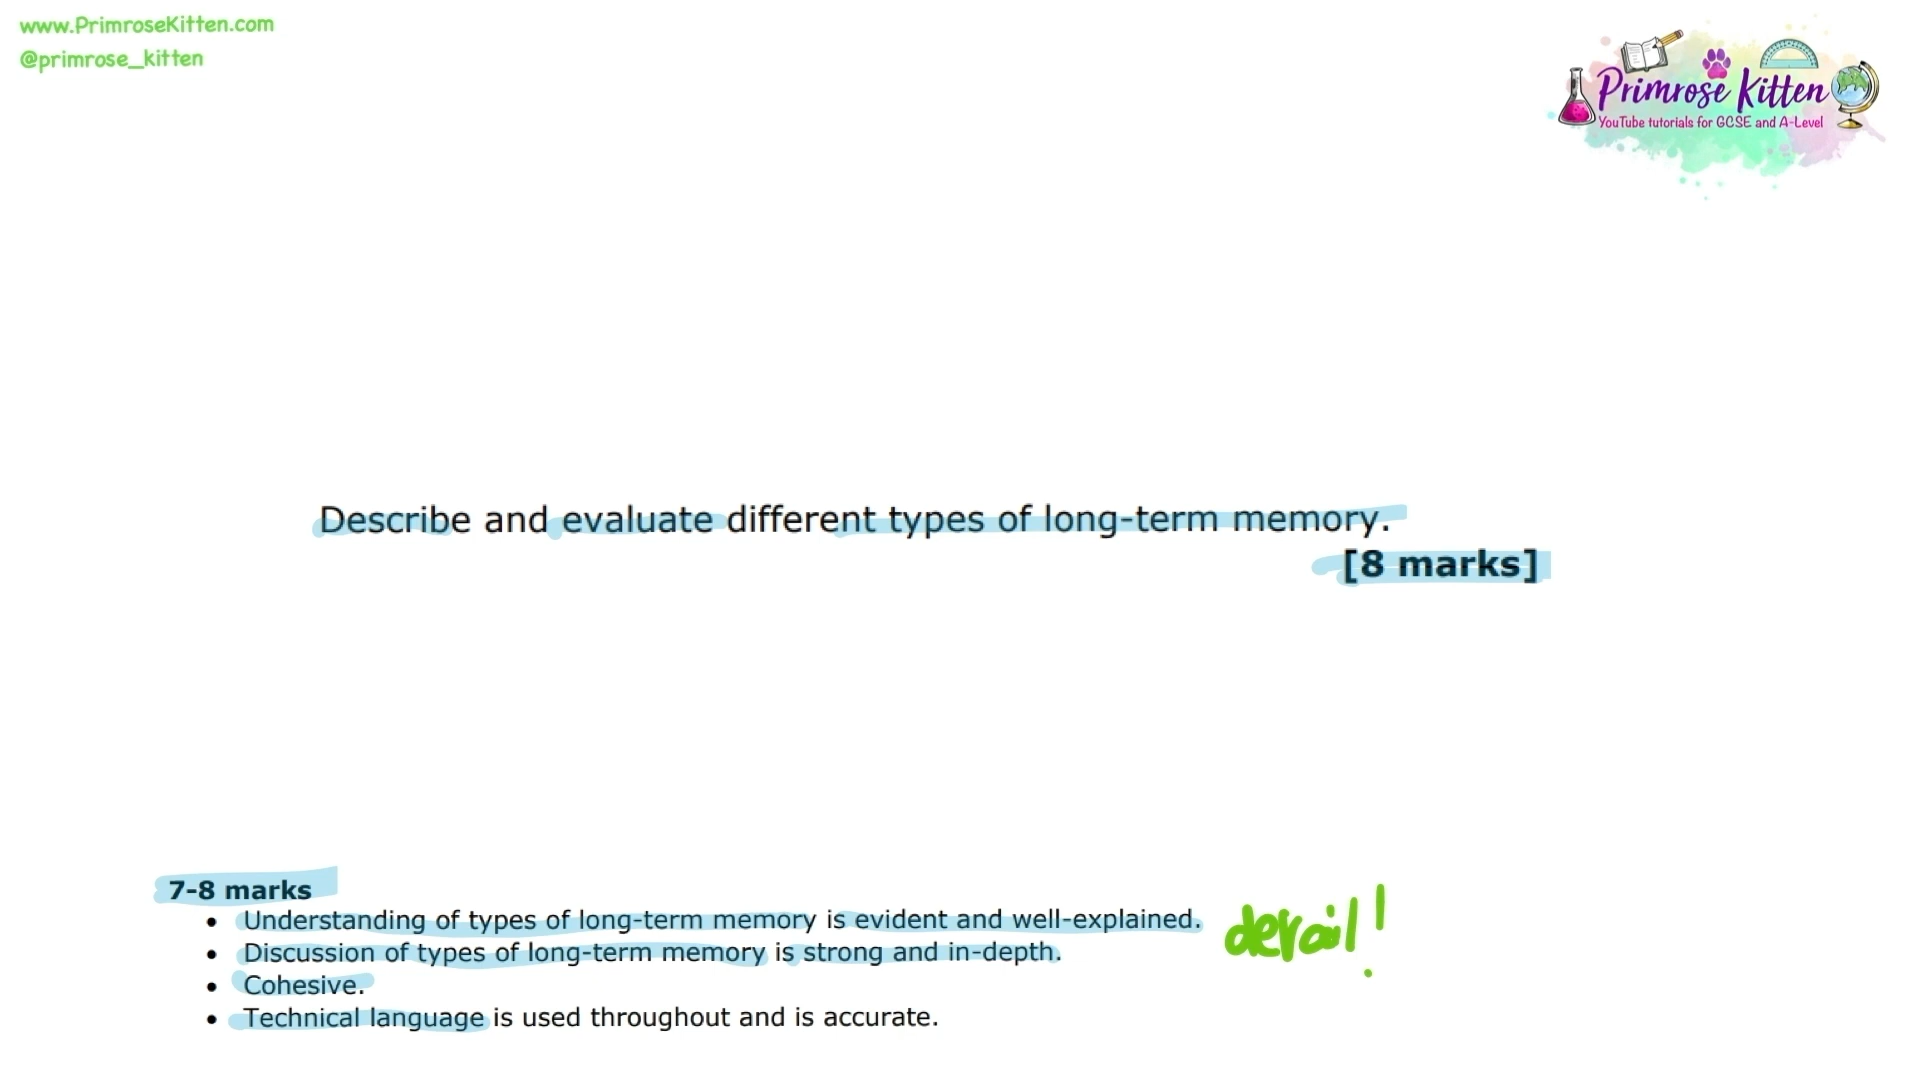 www.PrimroseKitten.com
@primrose_kitten
Primrose Kitten
YouTube tutorials for GCSE and A-Level
Describe and evaluate different types of long-term memory.
[8 marks]
7-8 marks
• Understanding of types of long-term memory is evident and well-explained.
detail!
• Discussion of types of long-term memory is strong and in-depth.
• Cohesive.
• Technical language is used throughout and is accurate.